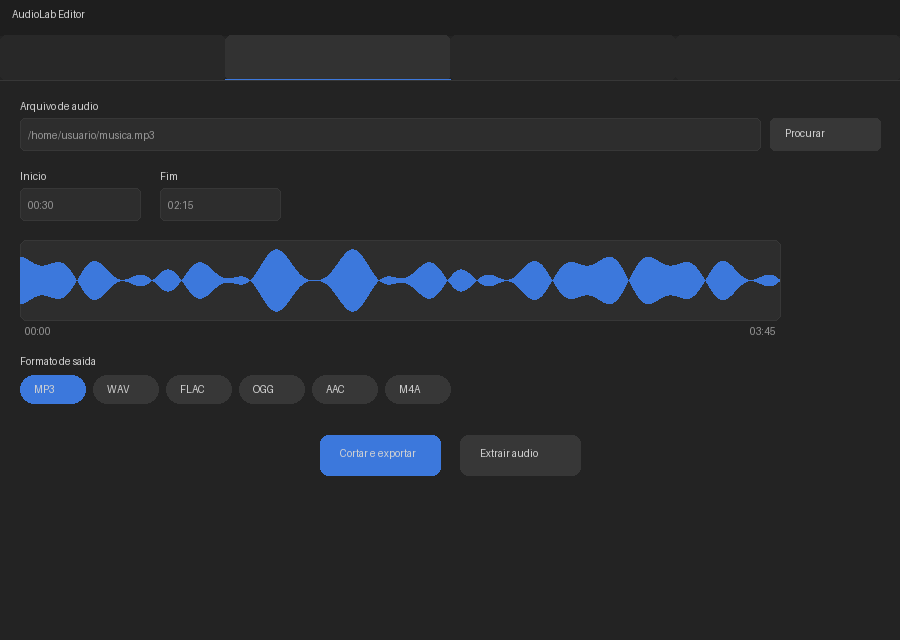 AudioLab Editor
Arquivo de audio
/home/usuario/musica.mp3
Procurar
Inicio
Fim
00:30
02:15
00:00
03:45
Formato de saida
MP3
WAV
FLAC
OGG
AAC
M4A
Cortar e exportar
Extrair audio